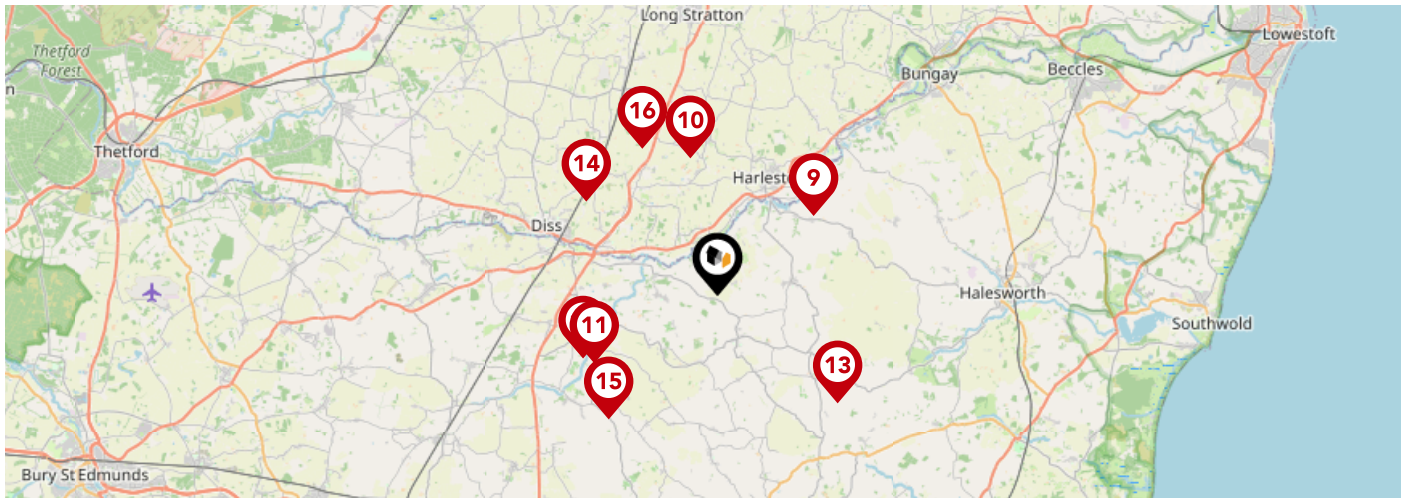 Long Stratton
Thetford
Forest
n
Lowestoft
Bungay
Beccles
16
10
14
Thetford
Harlest
9
Diss
Halesworth
11
Southwold
13
15
Bury St Edmunds